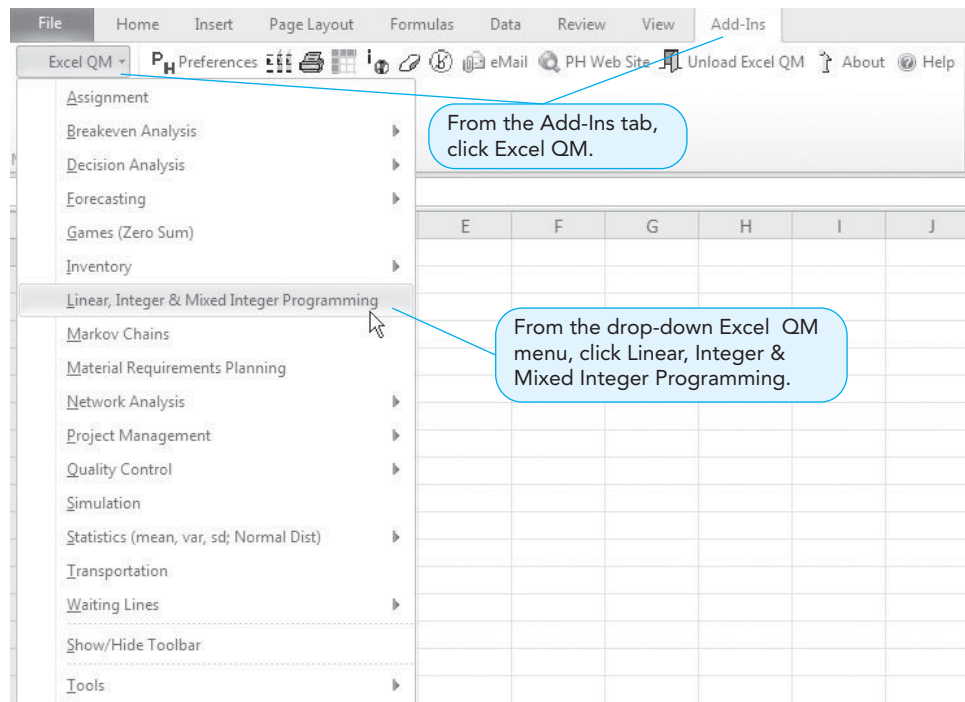 File Home Insert Page Layout Formulas Data Review View Add-Ins
Excel QM PH Preferences eMail PH Web Site Unload Excel QM About Help
Assignment
Breakeven Analysis
Decision Analysis
Forecasting
Games (Zero Sum)
Inventory
Linear, Integer & Mixed Integer Programming
Markov Chains
Material Requirements Planning
Network Analysis
Project Management
Quality Control
Simulation
Statistics (mean, var, sd; Normal Dist)
Transportation
Waiting Lines
Show/Hide Toolbar
Tools
From the Add-Ins tab,
click Excel QM.
E F G H I J
From the drop-down Excel QM
menu, click Linear, Integer &
Mixed Integer Programming.